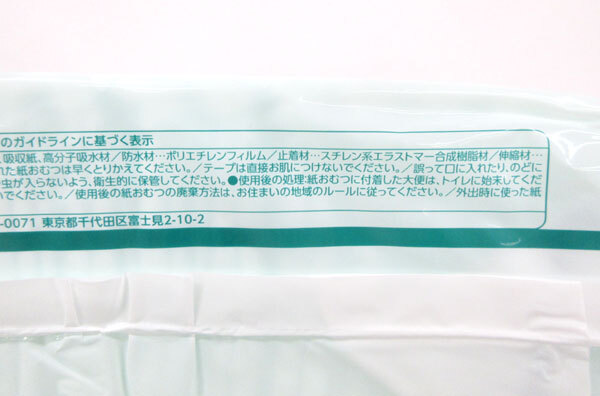 のガイドラインに基づく表示
、吸収紙、高分子吸水材／防水材…ポリエチレンフィルム／止着材…スチレン系エラストマー合成樹脂材／伸縮材…
れた紙おむつは早くとりかえてください。／テープは直接お肌につけないでください。／誤って口に入れたり、のどに
虫が入らないよう、衛生的に保管してください。●使用後の処理：紙おむつに付着した大便は、トイレに始末してくだ
いでください。／使用後の紙おむつの廃棄方法は、お住まいの地域のルールに従ってください。／外出時に使った紙
-0071 東京都千代田区富士見2-10-2